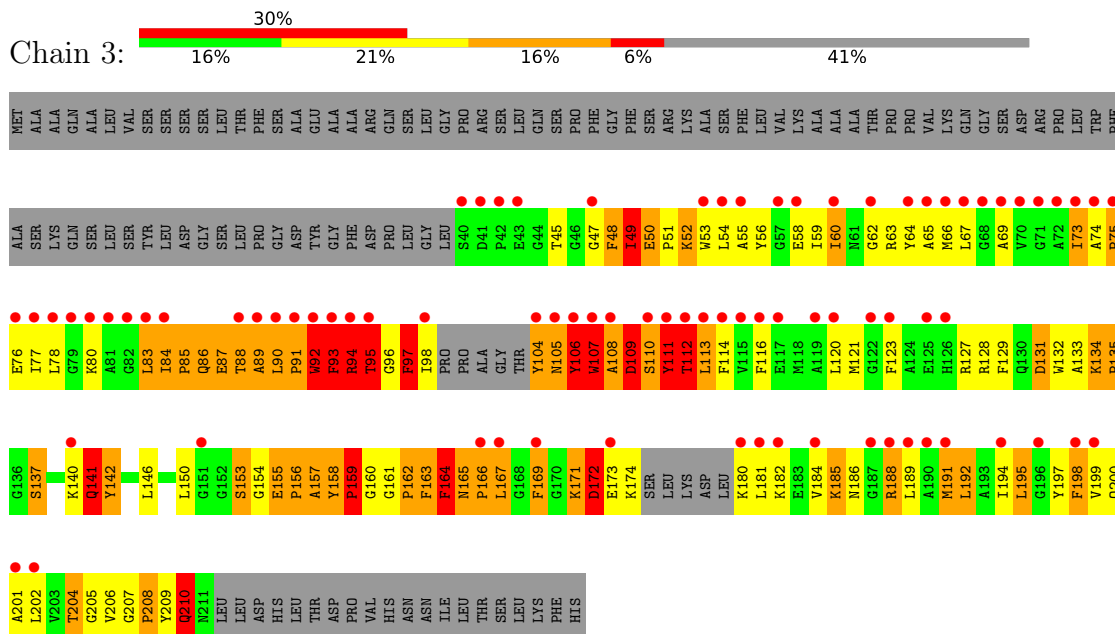 30%
Chain 3:
16% 21% 16% 6% 41%
MET ALA ALA GLN ALA LEU VAL SER SER SER SER LEU THR PHE SER ALA GLU ALA ALA ARG GLN SER LEU GLY PRO ARG SER LEU GLN SER PRO PHE GLY PHE SER ARG LYS ALA SER PHE LEU VAL LYS ALA ALA ALA THR PRO PRO VAL LYS GLN GLY SER ASP ARG PRO LEU TRP PHE
ALA SER LYS GLN SER LEU SER TYR LEU ASP GLY SER LEU PRO GLY ASP TYR GLY PHE ASP PRO LEU GLY LEU S40 D41 P42 E43 G44 T45 G46 G47 F48 I49 E50 P51 K52 W53 L54 A55 Y56 G57 E58 I59 I60 N61 G62 R63 Y64 A65 M66 L67 G68 A69 V70 G71 A72 I73 A74 P75
E76 I77 L78 G79 K80 A81 G82 L83 I84 P85 Q86 E87 T88 A89 L90 P91 W92 F93 R94 T95 G96 F97 I98 PRO PRO ALA GLY THR Y104 N105 Y106 W107 A108 D109 S110 Y111 T112 L113 F114 V115 F116 E117 M118 A119 L120 M121 G122 F123 A124 E125 H126 R127 R128 F129 Q130 D131 W132 A133 K134 P135
G136 S137 K140 Q141 Y142 L146 L150 G151 G152 S153 G154 E155 P156 A157 Y158 P159 G160 G161 P162 F163 F164 N165 P166 L167 G168 F169 G170 K171 D172 E173 K174 SER LEU LYS ASP LEU K180 L181 K182 E183 V184 K185 N186 G187 R188 L189 A190 M191 L192 A193 I194 L195 G196 Y197 F198 V199 Q200
A201 L202 V203 T204 G205 V206 G207 P208 Y209 Q210 N211 LEU LEU ASP HIS LEU THR ASP PRO VAL HIS ASN ASN ILE LEU THR SER LEU LYS PHE HIS